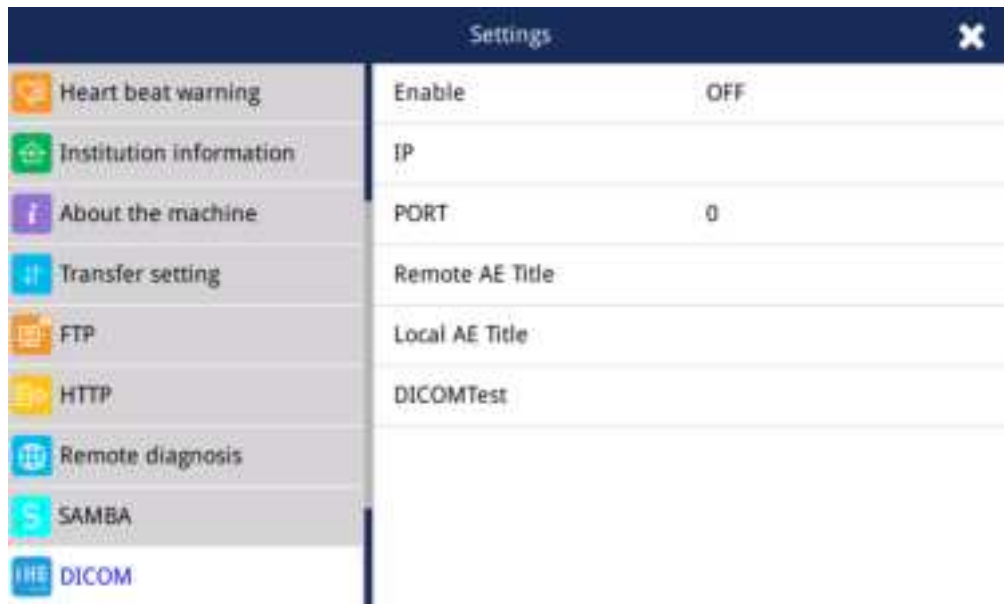 Settings
Heart beat warning
Institution information
About the machine
Transfer setting
FTP
HTTP
Remote diagnosis
SAMBA
DICOM
Enable OFF
IP
PORT 0
Remote AE Title
Local AE Title
DICOMTest